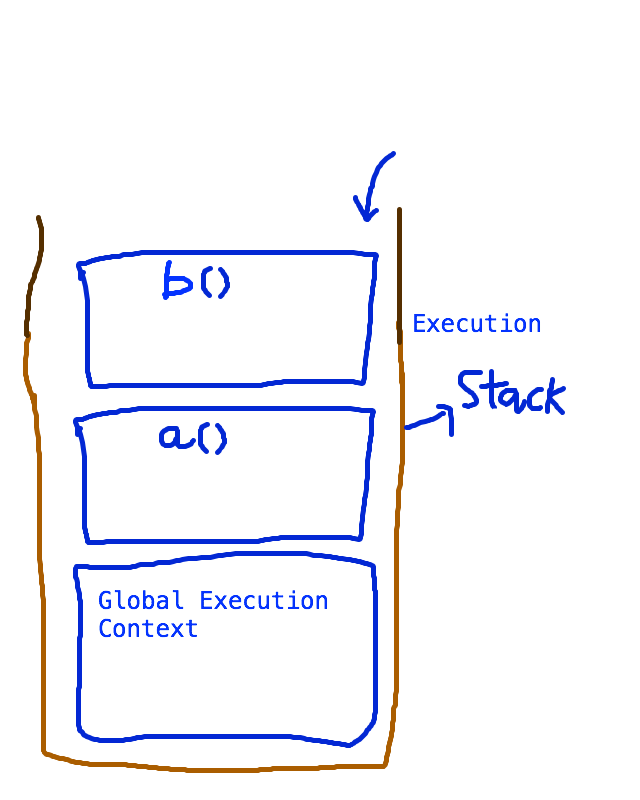 b()
Execution
Stack
a()
Global Execution
Context